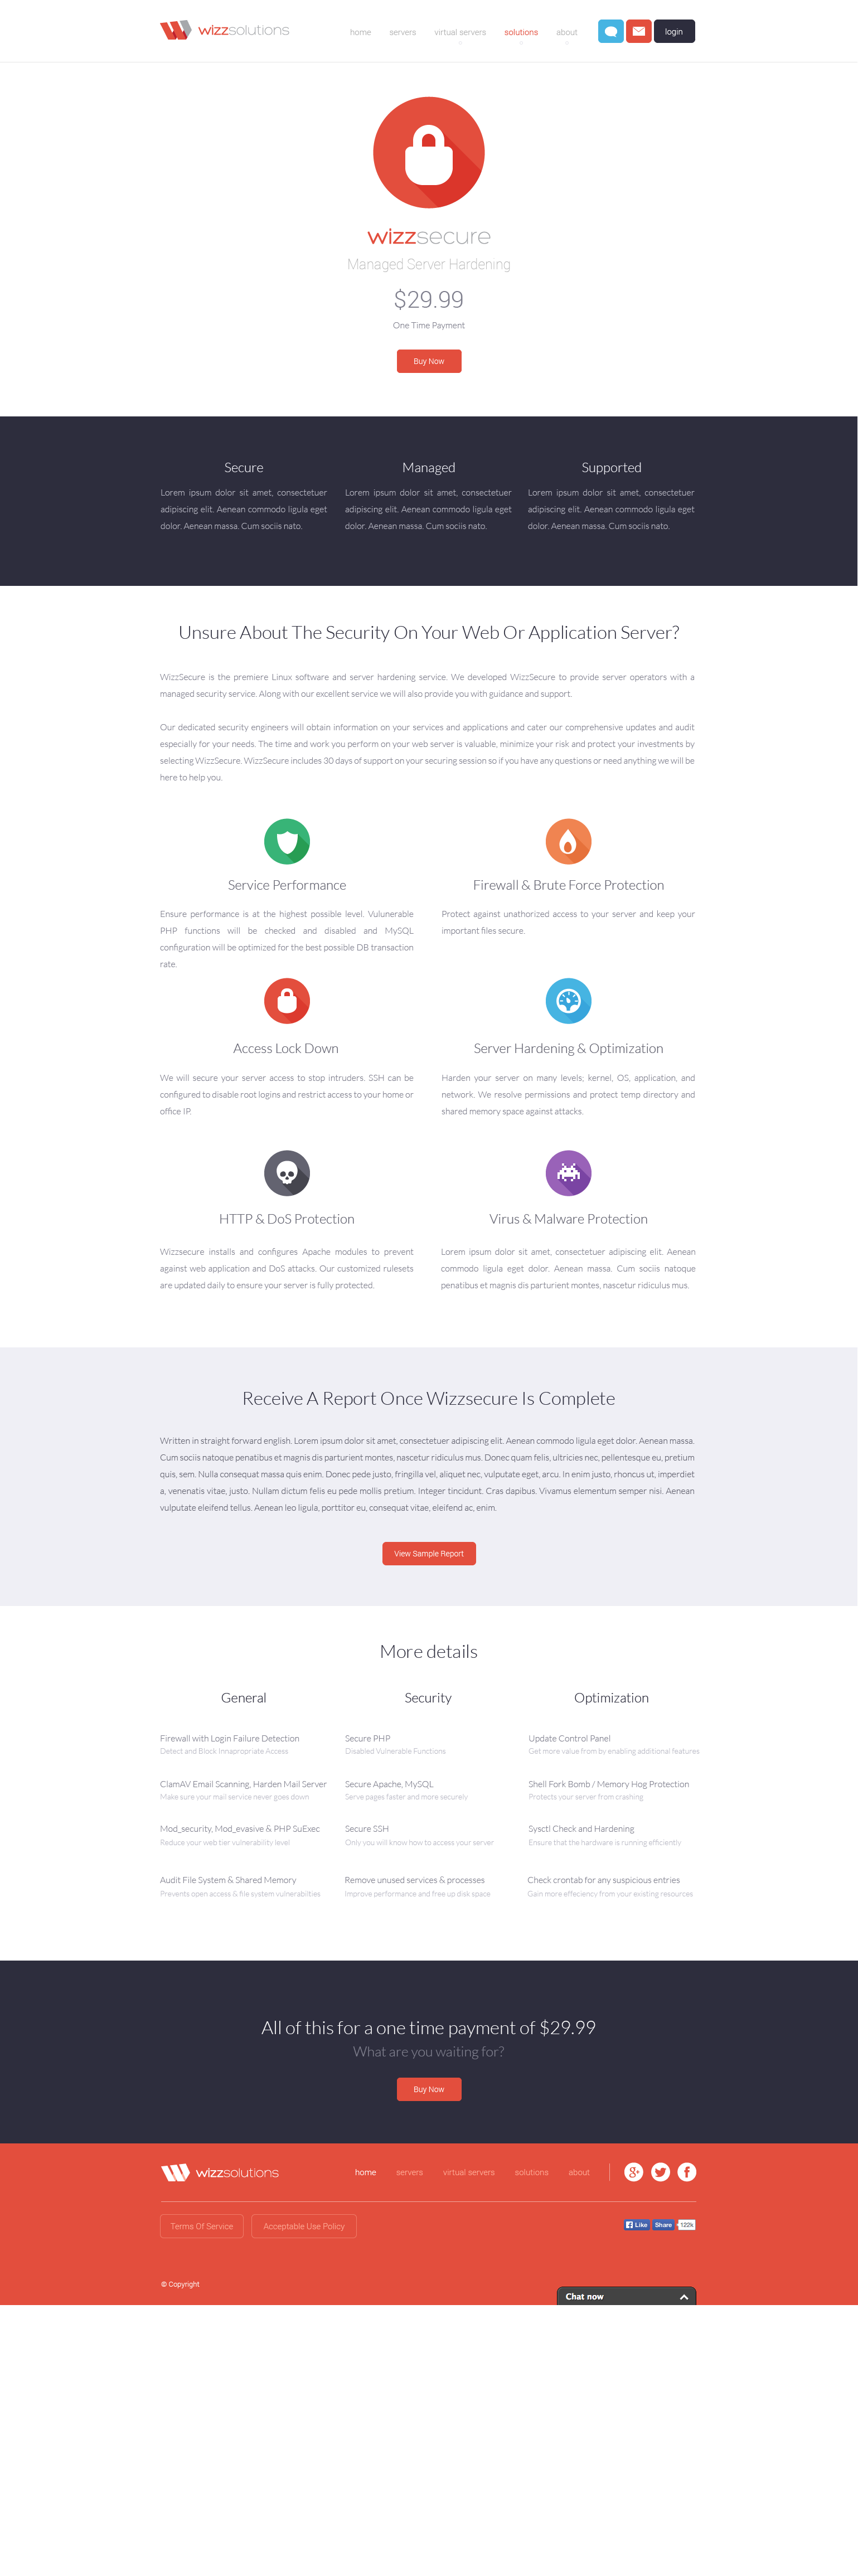 wizzsolutions
home servers virtual servers solutions about login
wizzsecure
Managed Server Hardening
$29.99
One Time Payment
Buy Now
Secure
Lorem ipsum dolor sit amet, consectetuer
adipiscing elit. Aenean commodo ligula eget
dolor. Aenean massa. Cum sociis nato.
Managed
Lorem ipsum dolor sit amet, consectetuer
adipiscing elit. Aenean commodo ligula eget
dolor. Aenean massa. Cum sociis nato.
Supported
Lorem ipsum dolor sit amet, consectetuer
adipiscing elit. Aenean commodo ligula eget
dolor. Aenean massa. Cum sociis nato.
Unsure About The Security On Your Web Or Application Server?
WizzSecure is the premiere Linux software and server hardening service. We developed WizzSecure to provide server operators with a
managed security service. Along with our excellent service we will also provide you with guidance and support.
Our dedicated security engineers will obtain information on your services and applications and cater our comprehensive updates and audit
especially for your needs. The time and work you perform on your web server is valuable, minimize your risk and protect your investments by
selecting WizzSecure. WizzSecure includes 30 days of support on your securing session so if you have any questions or need anything we will be
here to help you.
Service Performance
Ensure performance is at the highest possible level. Vulunerable
PHP functions will be checked and disabled and MySQL
configuration will be optimized for the best possible DB transaction
rate.
Firewall & Brute Force Protection
Protect against unathorized access to your server and keep your
important files secure.
Access Lock Down
We will secure your server access to stop intruders. SSH can be
configured to disable root logins and restrict access to your home or
office IP.
Server Hardening & Optimization
Harden your server on many levels; kernel, OS, application, and
network. We resolve permissions and protect temp directory and
shared memory space against attacks.
HTTP & DoS Protection
Wizzsecure installs and configures Apache modules to prevent
against web application and DoS attacks. Our customized rulesets
are updated daily to ensure your server is fully protected.
Virus & Malware Protection
Lorem ipsum dolor sit amet, consectetuer adipiscing elit. Aenean
commodo ligula eget dolor. Aenean massa. Cum sociis natoque
penatibus et magnis dis parturient montes, nascetur ridiculus mus.
Receive A Report Once Wizzsecure Is Complete
Written in straight forward english. Lorem ipsum dolor sit amet, consectetuer adipiscing elit. Aenean commodo ligula eget dolor. Aenean massa.
Cum sociis natoque penatibus et magnis dis parturient montes, nascetur ridiculus mus. Donec quam felis, ultricies nec, pellentesque eu, pretium
quis, sem. Nulla consequat massa quis enim. Donec pede justo, fringilla vel, aliquet nec, vulputate eget, arcu. In enim justo, rhoncus ut, imperdiet
a, venenatis vitae, justo. Nullam dictum felis eu pede mollis pretium. Integer tincidunt. Cras dapibus. Vivamus elementum semper nisi. Aenean
vulputate eleifend tellus. Aenean leo ligula, porttitor eu, consequat vitae, eleifend ac, enim.
View Sample Report
More details
General
Firewall with Login Failure Detection
Detect and Block Innapropriate Access
ClamAV Email Scanning, Harden Mail Server
Make sure your mail service never goes down
Mod_security, Mod_evasive & PHP SuExec
Reduce your web tier vulnerability level
Audit File System & Shared Memory
Prevents open access & file system vulnerabilties
Security
Secure PHP
Disabled Vulnerable Functions
Secure Apache, MySQL
Serve pages faster and more securely
Secure SSH
Only you will know how to access your server
Remove unused services & processes
Improve performance and free up disk space
Optimization
Update Control Panel
Get more value from by enabling additional features
Shell Fork Bomb / Memory Hog Protection
Protects your server from crashing
Sysctl Check and Hardening
Ensure that the hardware is running efficiently
Check crontab for any suspicious entries
Gain more effeciency from your existing resources
All of this for a one time payment of $29.99
What are you waiting for?
Buy Now
wizzsolutions
home servers virtual servers solutions about
Terms Of Service Acceptable Use Policy
Like Share 122k
© Copyright
Chat now